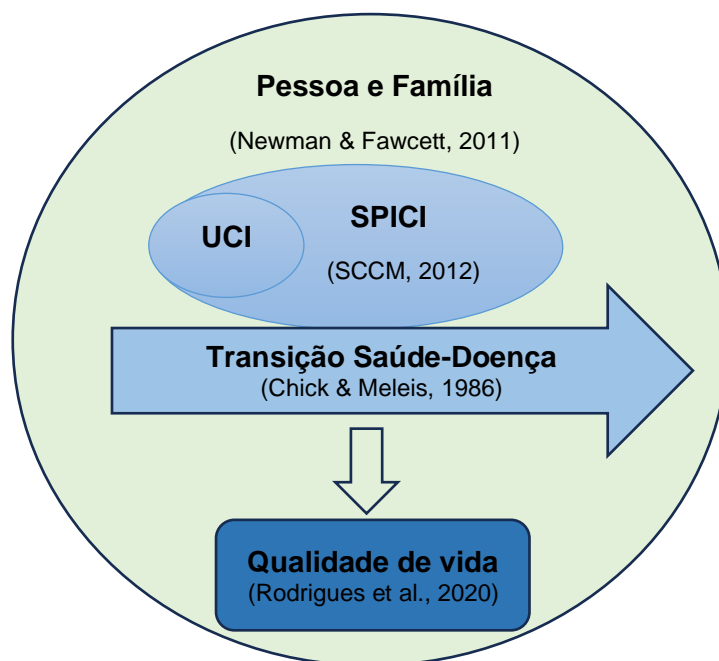 Pessoa e Família
(Newman & Fawcett, 2011)
UCI
SPICI
(SCCM, 2012)
Transição Saúde-Doença
(Chick & Meleis, 1986)
Qualidade de vida
(Rodrigues et al., 2020)